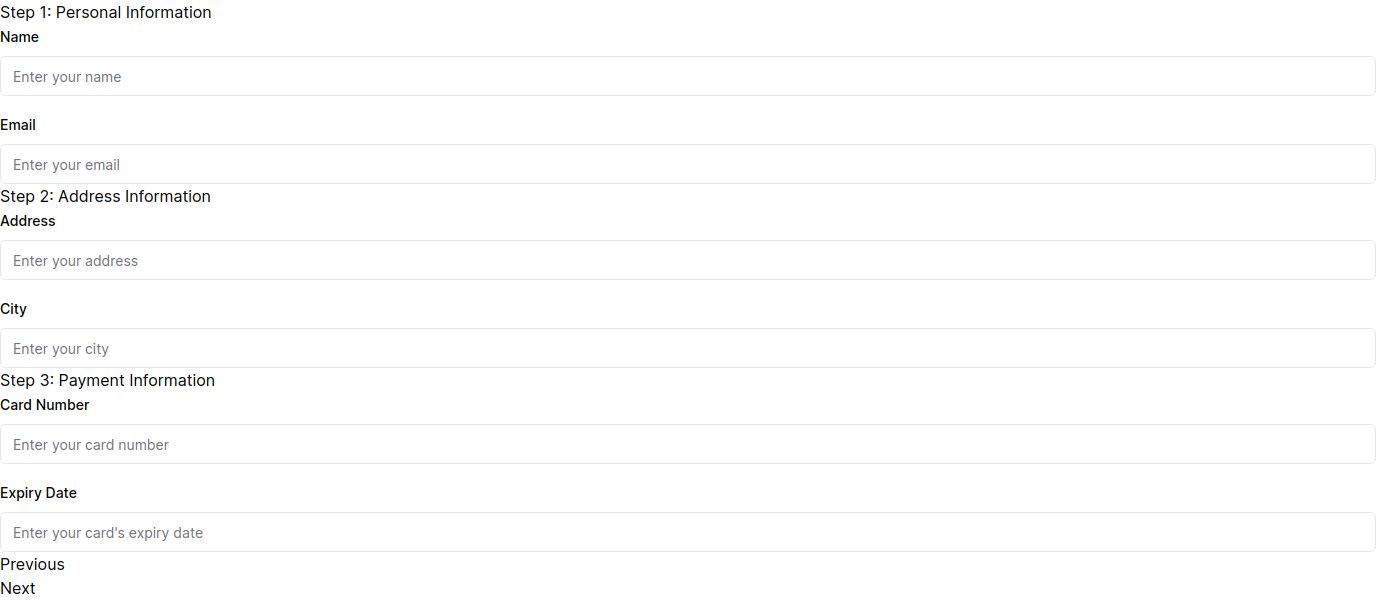 Step 1: Personal Information
Name
Enter your name
Email
Enter your email
Step 2: Address Information
Address
Enter your address
City
Enter your city
Step 3: Payment Information
Card Number
Enter your card number
Expiry Date
Enter your card's expiry date
Previous
Next